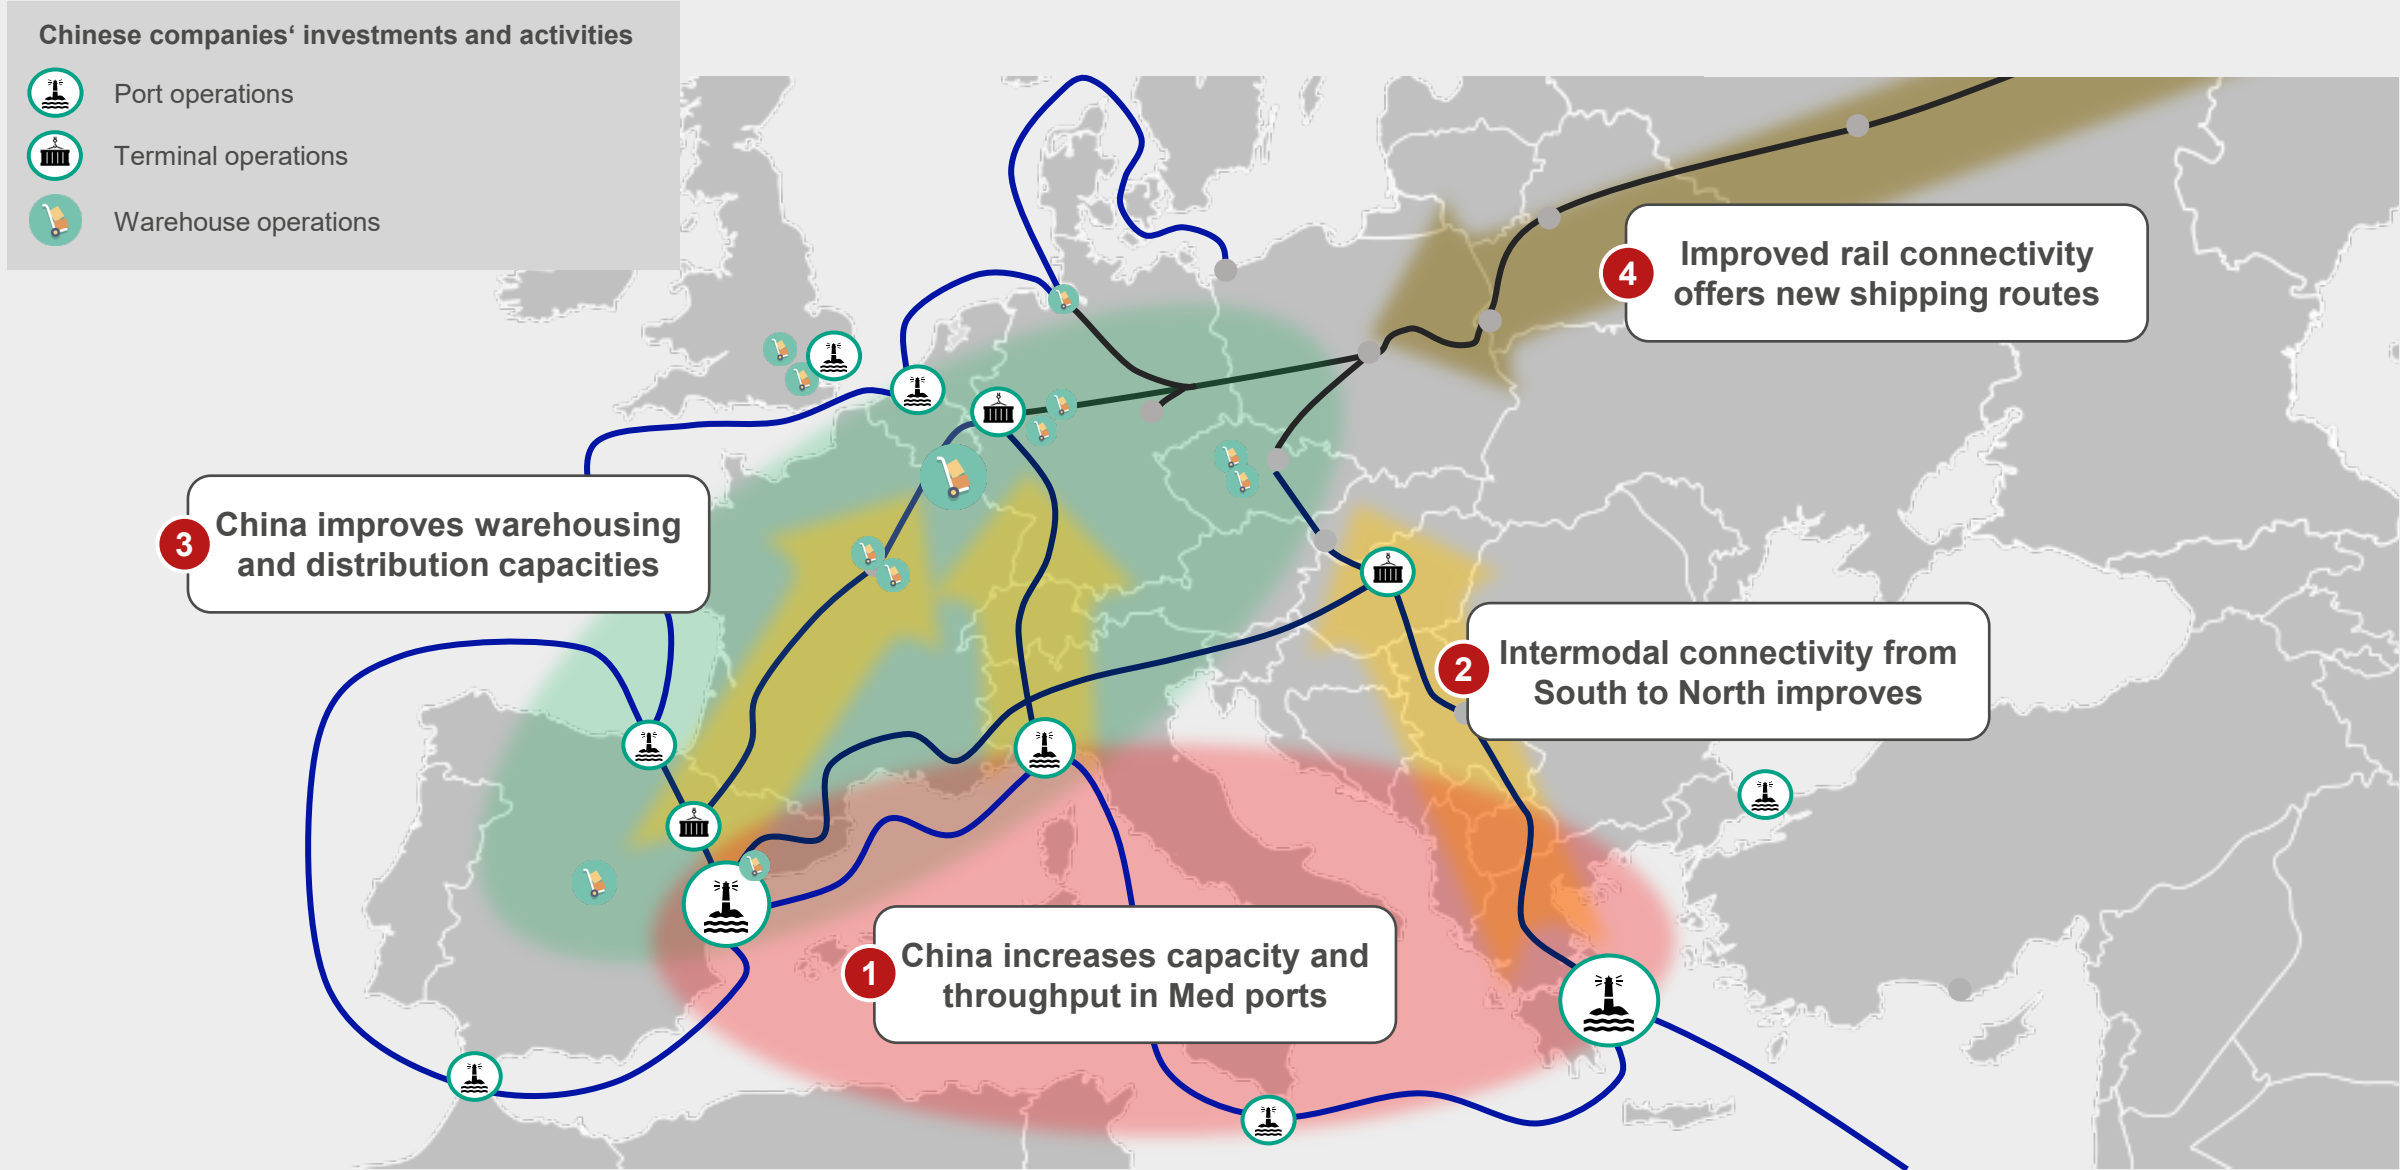 Chinese companies‘ investments and activities
Port operations
Terminal operations
Warehouse operations
4
Improved rail connectivity
offers new shipping routes
3
China improves warehousing
and distribution capacities
2
Intermodal connectivity from
South to North improves
1
China increases capacity and
throughput in Med ports